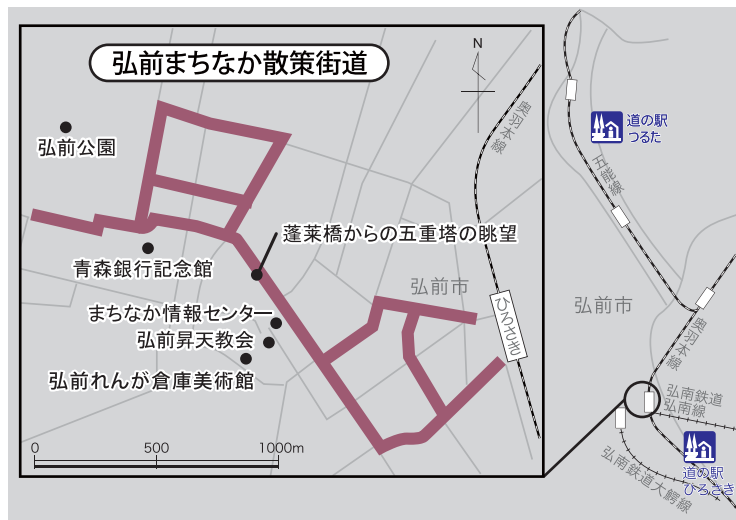 弘前まちなか散策街道
N
奥羽本線
弘前公園
蓬莱橋からの五重塔の眺望
青森銀行記念館
弘前市
まちなか情報センター
弘前昇天教会
弘前れんが倉庫美術館
ひろさき
0 500 1000m
道の駅
つるた
五能線
弘前市
奥羽本線
弘南鉄道
弘南線
弘南鉄道大鰐線
道の駅
ひろさき